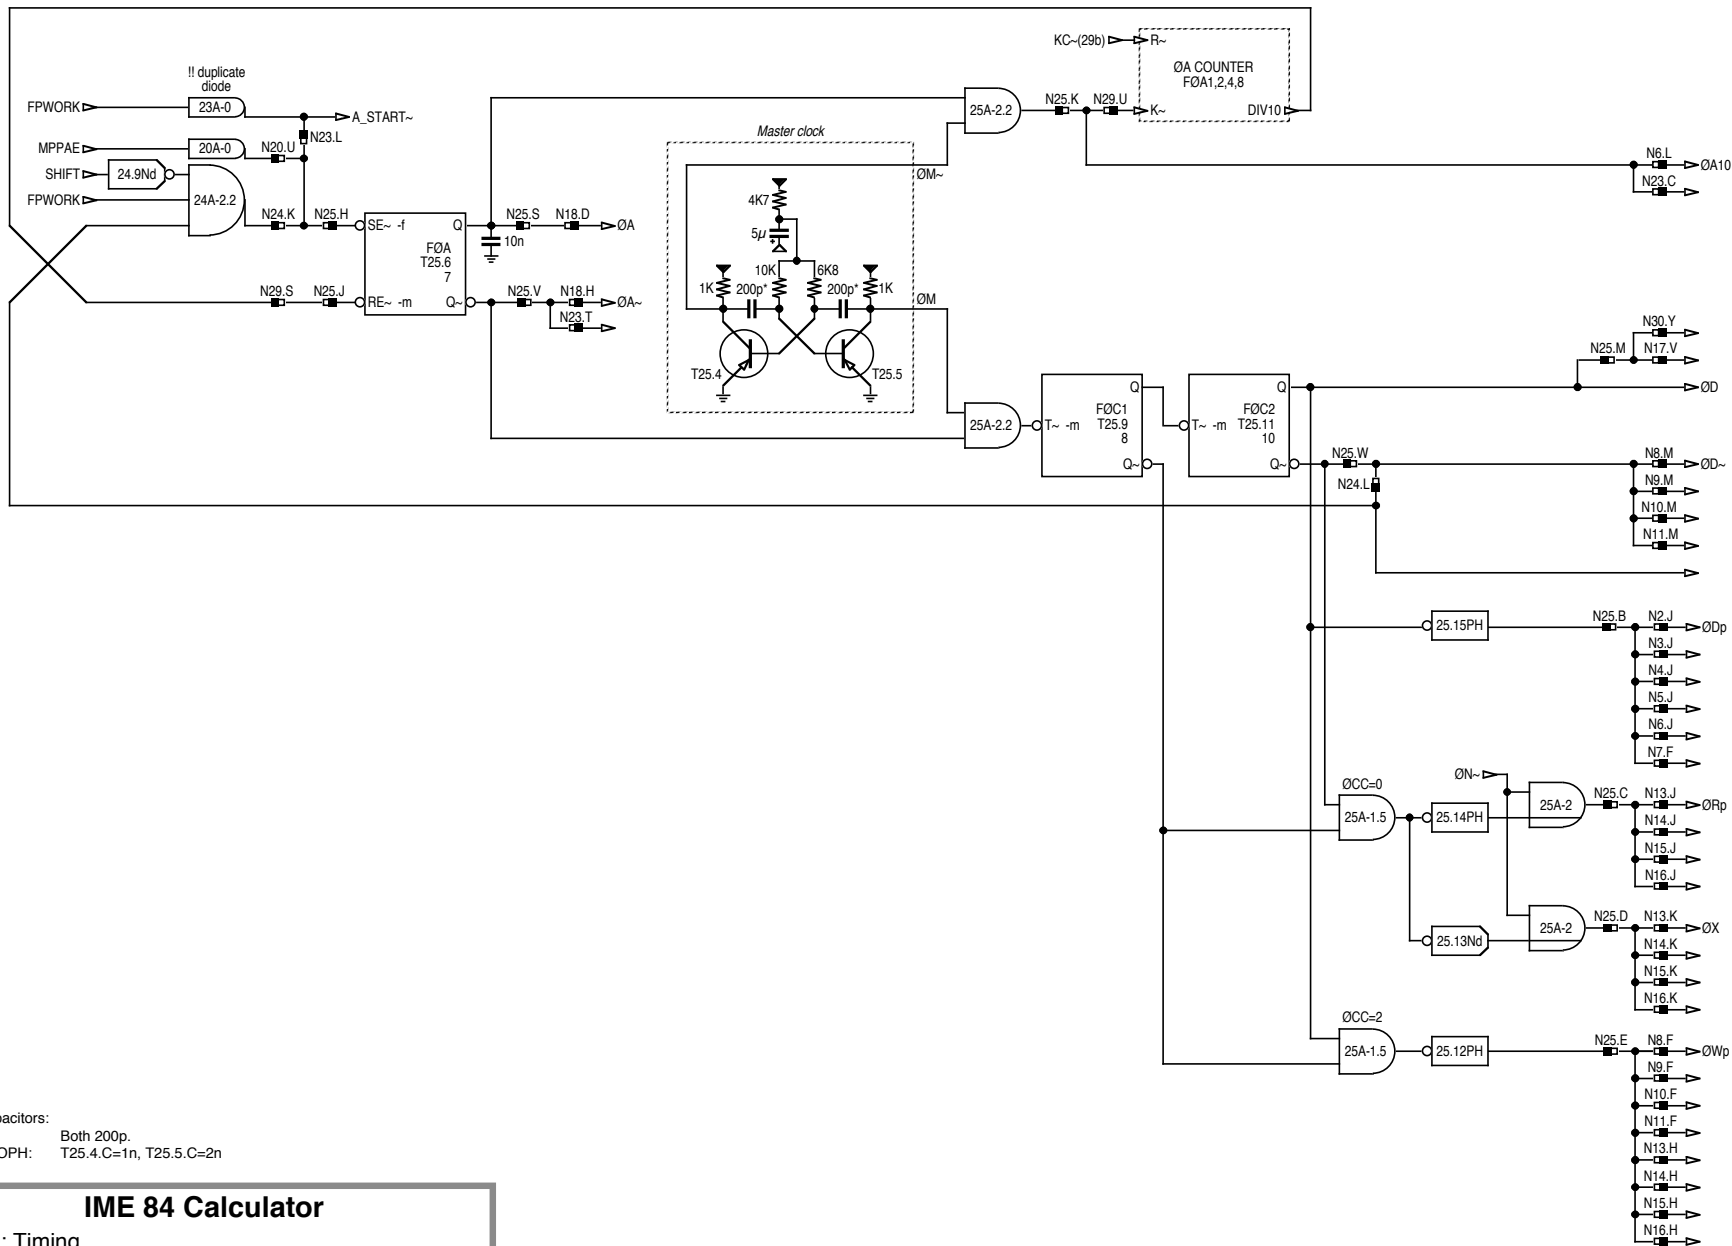 KC~(29b)
R~
ØA COUNTER
FØA1,2,4,8
!! duplicate
diode
FPWORK
23A-0
A_START~
25A-2.2
N25.K
N29.U
K~
DIV10
N23.L
Master clock
MPPAE
20A-0
N20.U
N6.L
ØA10
SHIFT
24.9Nd
ØM~
N23.C
FPWORK
24A-2.2
4K7
N24.K
N25.H
SE~ -f
Q
N25.S
N18.D
ØA
5µ
+
10n
FØA
T25.6
7
10K
6K8
1K
200p*
200p*
1K
N29.S
N25.J
RE~ -m
Q~
N25.V
N18.H
ØA~
ØM
N23.T
N30.Y
N25.M
N17.V
T25.4
T25.5
Q
Q
ØD
25A-2.2
T~ -m
FØC1
T25.9
8
T~ -m
FØC2
T25.11
10
Q~
Q~
N25.W
N8.M
ØD~
N24.L
N9.M
N10.M
N11.M
25.15PH
N25.B
N2.J
ØDp
N3.J
N4.J
N5.J
N6.J
N7.F
ØN~
ØCC=0
25A-1.5
25.14PH
25A-2
N25.C
N13.J
ØRp
N14.J
N15.J
N16.J
25.13Nd
25A-2
N25.D
N13.K
ØX
N14.K
N15.K
N16.K
ØCC=2
25A-1.5
25.12PH
N25.E
N8.F
ØWp
N9.F
N10.F
N11.F
N13.H
N14.H
N15.H
N16.H
pacitors:
Both 200p.
OPH: T25.4.C=1n, T25.5.C=2n
IME 84 Calculator
: Timing